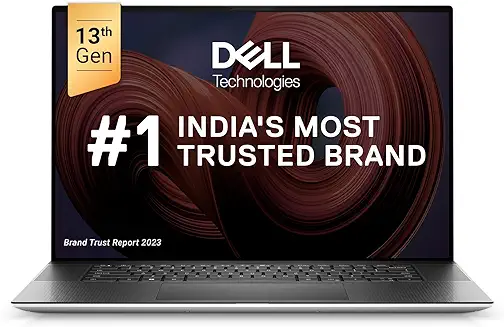 13th
Gen
DELL
Technologies
#1 INDIA'S MOST
TRUSTED BRAND
Brand Trust Report 2023